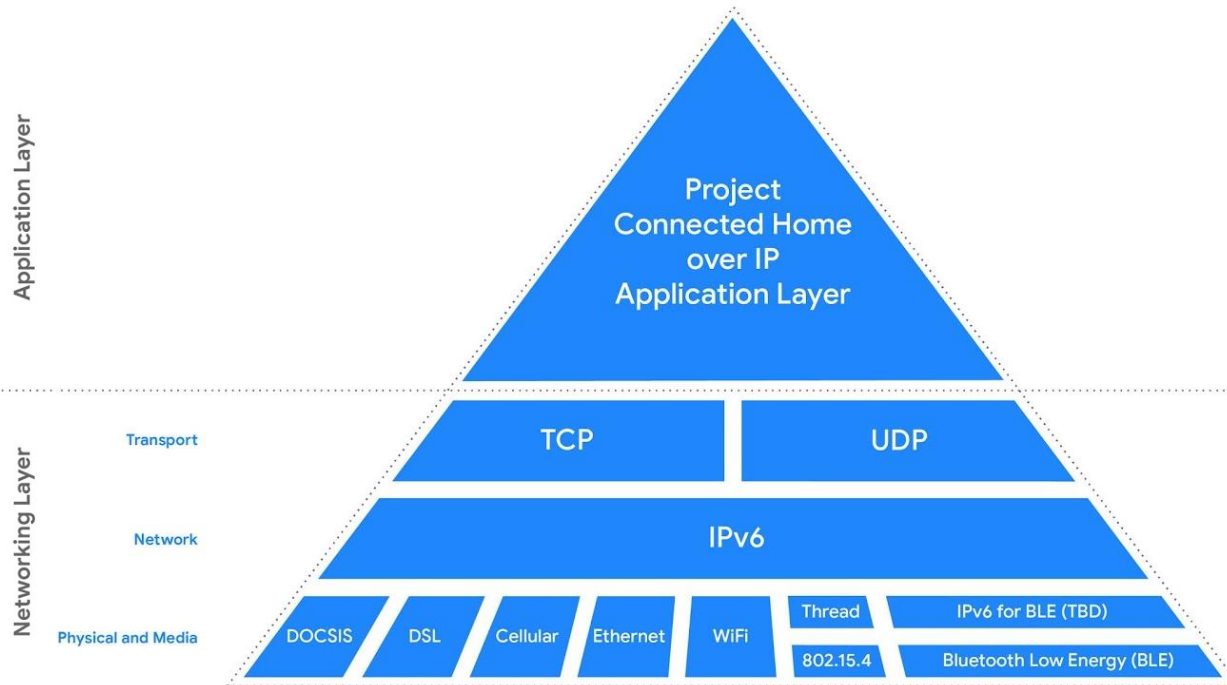 Application Layer
Project
Connected Home
over IP
Application Layer
Networking Layer
Transport
TCP
UDP
Network
IPv6
Physical and Media
DOCSIS
DSL
Cellular
Ethernet
WiFi
Thread
802.15.4
IPv6 for BLE (TBD)
Bluetooth Low Energy (BLE)